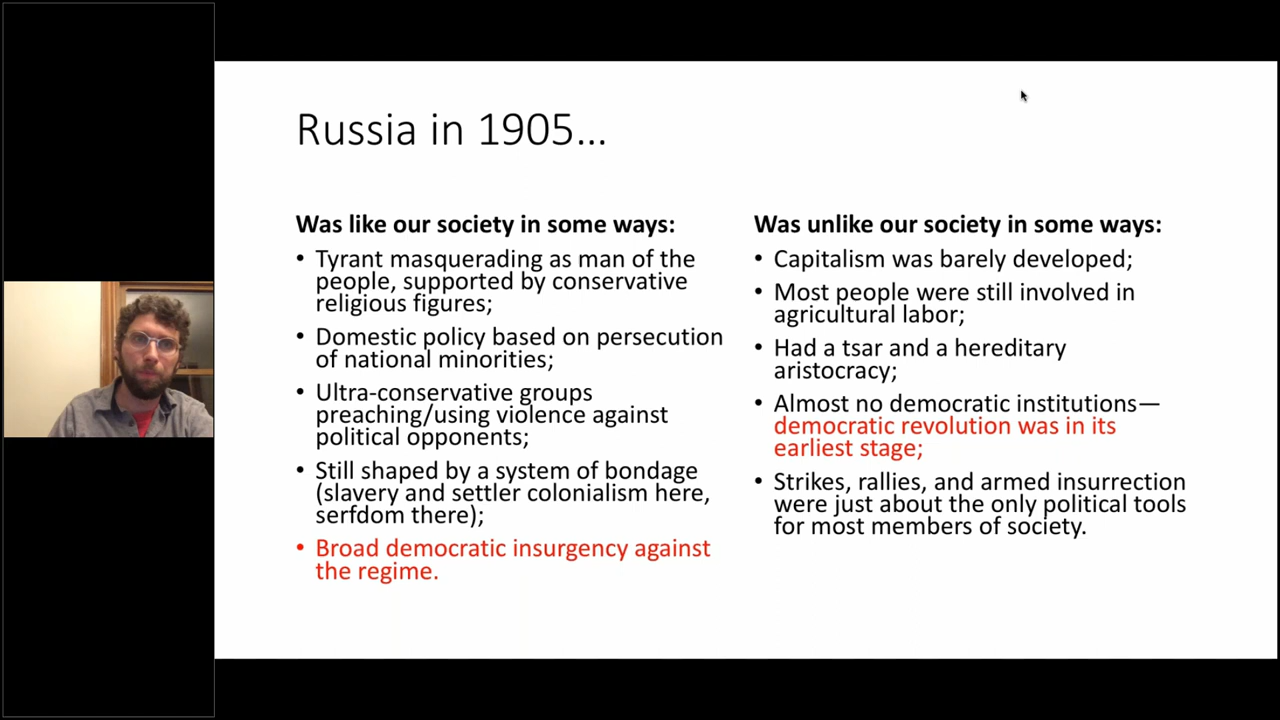 Russia in 1905...
Was like our society in some ways:
• Tyrant masquerading as man of the
people, supported by conservative
religious figures;
• Domestic policy based on persecution
of national minorities;
• Ultra-conservative groups
preaching/using violence against
political opponents;
• Still shaped by a system of bondage
(slavery and settler colonialism here,
serfdom there);
• Broad democratic insurgency against
the regime.
Was unlike our society in some ways:
• Capitalism was barely developed;
• Most people were still involved in
agricultural labor;
• Had a tsar and a hereditary
aristocracy;
• Almost no democratic institutions—
democratic revolution was in its
earliest stage;
• Strikes, rallies, and armed insurrection
were just about the only political tools
for most members of society.